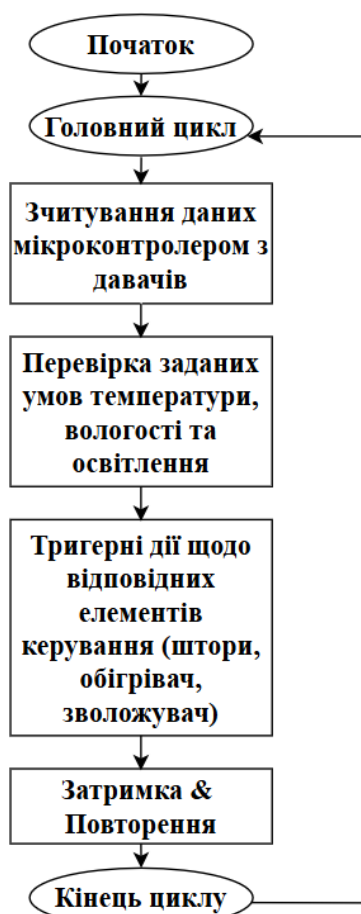 Початок
Головний цикл
Зчитування даних
мікроконтролером з
давачів
Перевірка заданих
умов температури,
вологості та
освітлення
Тригерні дії щодо
відповідних
елементів
керування (штори,
обігрівач,
зволожувач)
Затримка &
Повторення
Кінець циклу